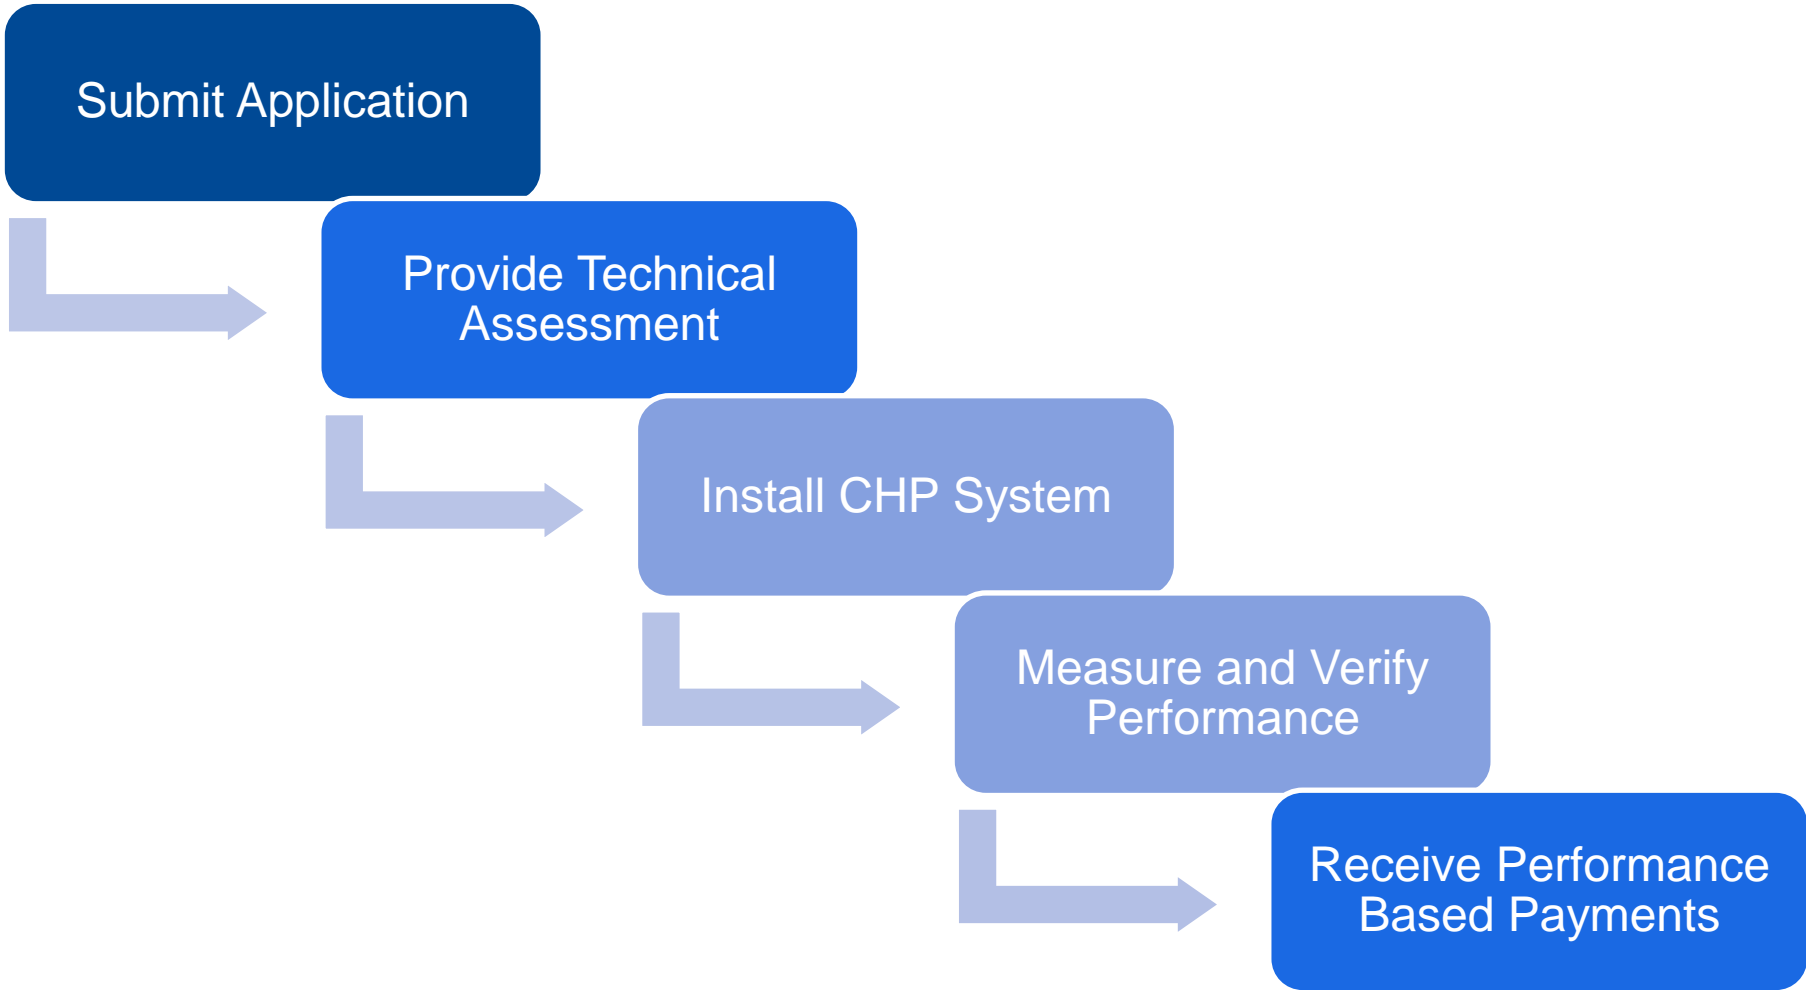 Submit Application
Provide Technical
Assessment
Install CHP System
Measure and Verify
Performance
Receive Performance
Based Payments